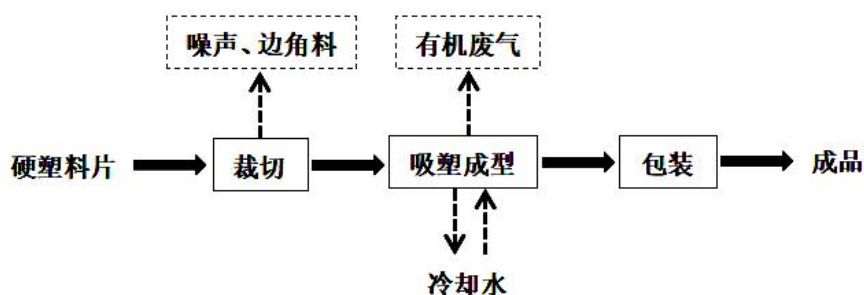 噪声、边角料
有机废气
硬塑料片
裁切
吸塑成型
包装
成品
冷却水